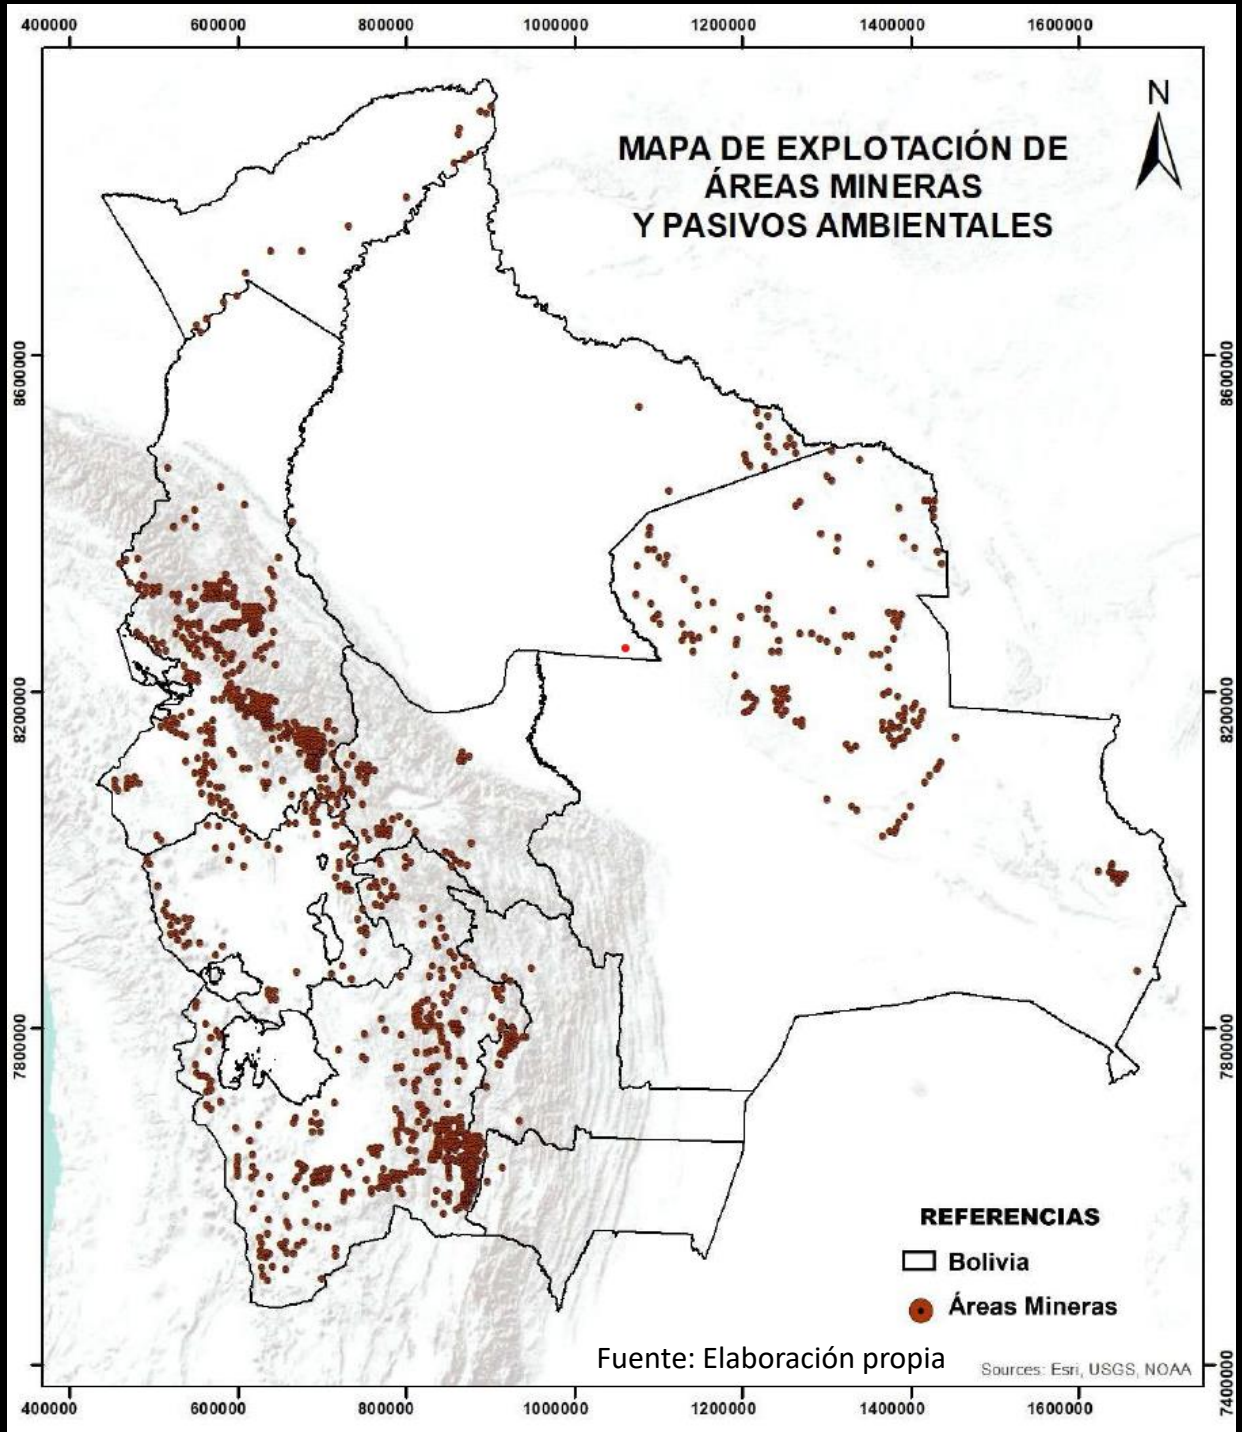 400000 600000 800000 1000000 1200000 1400000 1600000
N
MAPA DE EXPLOTACIÓN DE
ÁREAS MINERAS
Y PASIVOS AMBIENTALES
8600000 8600000
8200000 8200000
7800000 7800000
REFERENCIAS
Bolivia
Áreas Mineras
Fuente: Elaboración propia
Sources: Esri, USGS, NOAA
7400000
400000 600000 800000 1000000 1200000 1400000 1600000